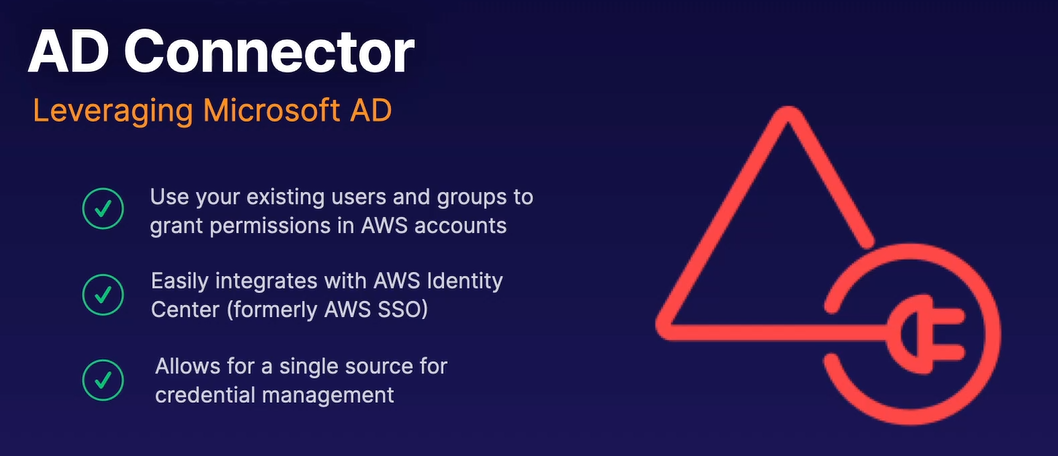 AD Connector
Leveraging Microsoft AD
Use your existing users and groups to
grant permissions in AWS accounts
Easily integrates with AWS Identity
Center (formerly AWS SSO)
Allows for a single source for
credential management